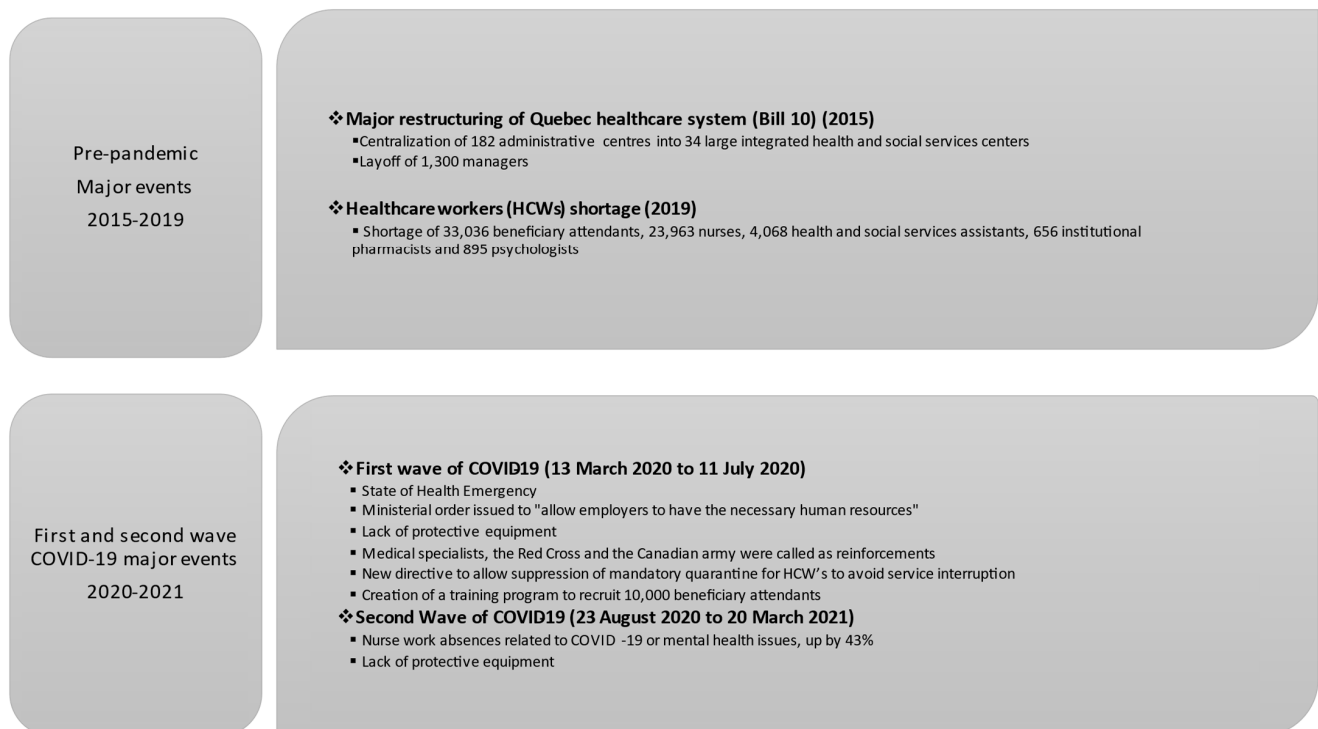 Pre-pandemic
Major events
2015-2019
❖Major restructuring of Quebec healthcare system (Bill 10) (2015)
▪Centralization of 182 administrative centres into 34 large integrated health and social services centers
▪Layoff of 1,300 managers
❖Healthcare workers (HCWs) shortage (2019)
▪ Shortage of 33,036 beneficiary attendants, 23,963 nurses, 4,068 health and social services assistants, 656 institutional
pharmacists and 895 psychologists
First and second wave
COVID-19 major events
2020-2021
❖First wave of COVID-19 (13 March 2020 to 11 July 2020)
▪ State of Health Emergency
▪ Ministerial order issued to "allow employers to have the necessary human resources"
▪ Lack of protective equipment
▪ Medical specialists, the Red Cross and the Canadian army were called as reinforcements
▪ New directive to allow suppression of mandatory quarantine for HCW's to avoid service interruption
▪ Creation of a training program to recruit 10,000 beneficiary attendants
❖Second Wave of COVID-19 (23 August 2020 to 20 March 2021)
▪ Nurse work absences related to COVID -19 or mental health issues, up by 43%
▪ Lack of protective equipment